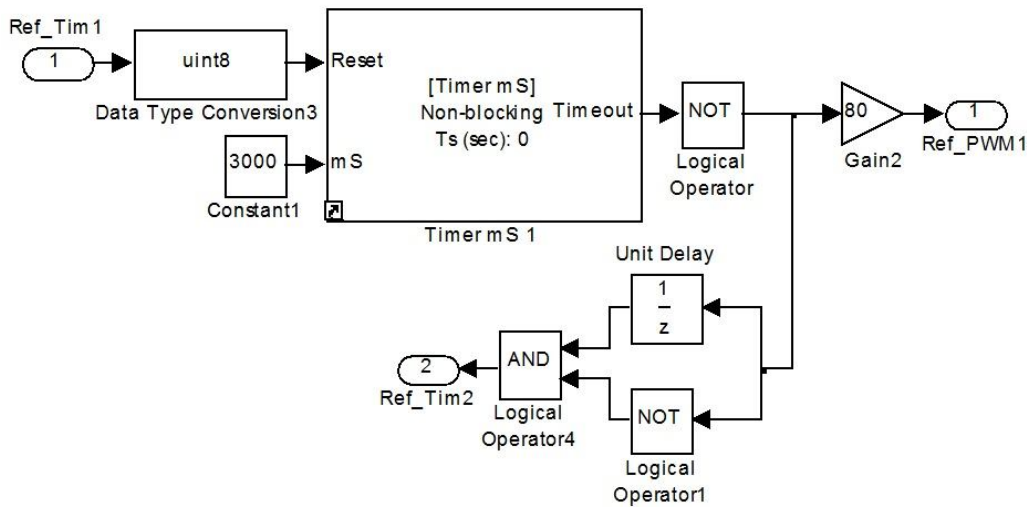 Ref_Tim1
1
uint8
Data Type Conversion3
3000
Constant1
Reset
mS
[Timer mS]
Non-blocking
Ts (sec): 0
Timeout
Timer mS 1
NOT
Logical
Operator
80
Gain2
1
Ref_PWM1
Unit Delay
1
z
AND
Logical
Operator4
2
Ref_Tim2
NOT
Logical
Operator1